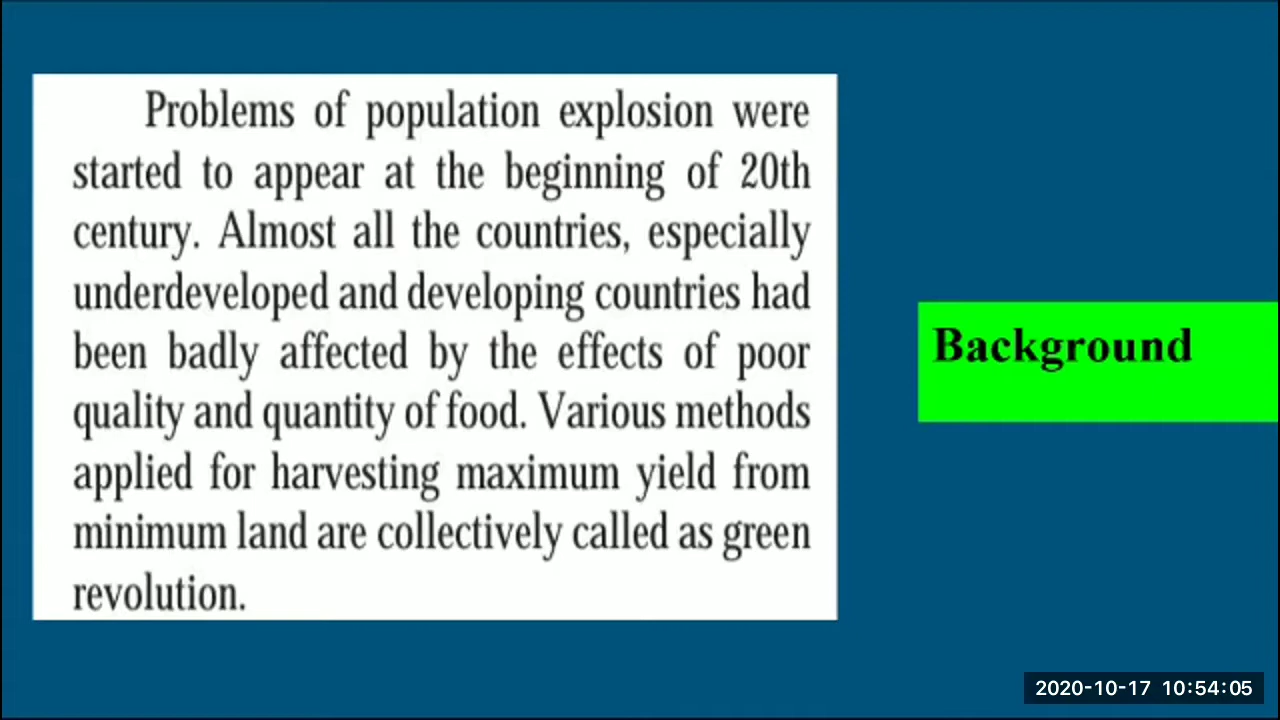 Problems of population explosion were
started to appear at the beginning of 20th
century. Almost all the countries, especially
underdeveloped and developing countries had
been badly affected by the effects of poor
quality and quantity of food. Various methods
applied for harvesting maximum yield from
minimum land are collectively called as green
revolution.
Background
2020-10-17 10:54:05